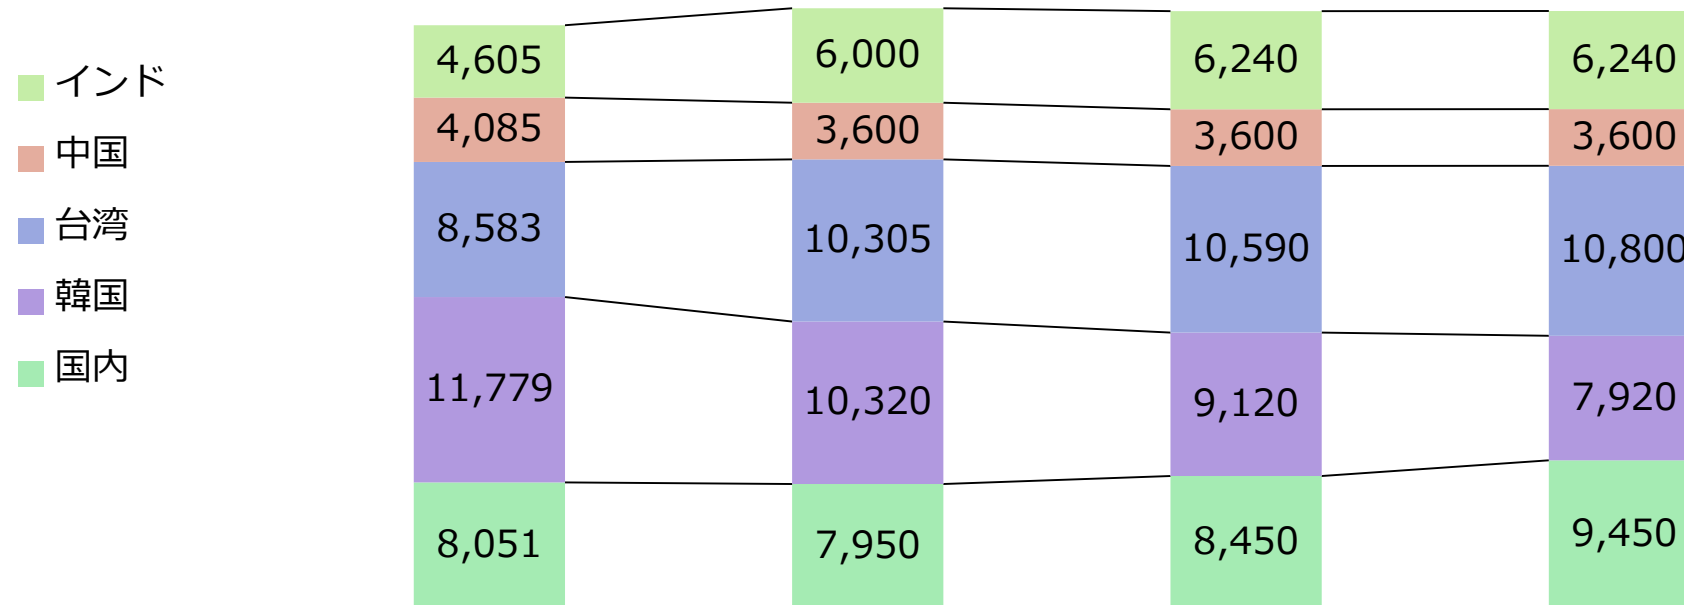 インド
中国
台湾
韓国
国内
4,605 6,000 6,240 6,240
4,085 3,600 3,600 3,600
8,583 10,305 10,590 10,800
11,779 10,320 9,120 7,920
8,051 7,950 8,450 9,450